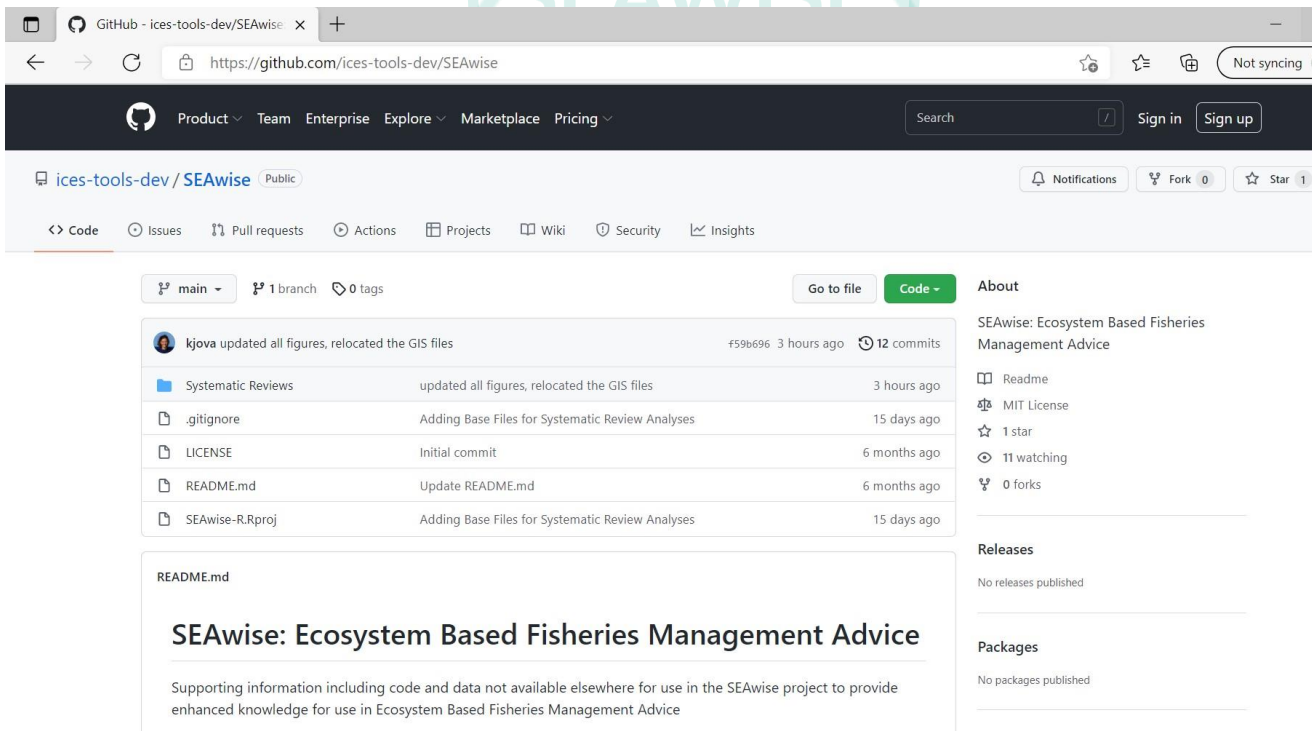 GitHub - ices-tools-dev/SEAwise
https://github.com/ices-tools-dev/SEAwise
Not syncing
Product Team Enterprise Explore Marketplace Pricing
Search
/
Sign in Sign up
ices-tools-dev / SEAwise Public
Notifications Fork 0 Star 1
<> Code Issues Pull requests Actions Projects Wiki Security Insights
main 1 branch 0 tags
Go to file Code
kjova updated all figures, relocated the GIS files f59b696 3 hours ago 12 commits
Systematic Reviews updated all figures, relocated the GIS files 3 hours ago
.gitignore Adding Base Files for Systematic Review Analyses 15 days ago
LICENSE Initial commit 6 months ago
README.md Update README.md 6 months ago
SEAwise-R.Rproj Adding Base Files for Systematic Review Analyses 15 days ago
README.md
SEAwise: Ecosystem Based Fisheries Management Advice
Supporting information including code and data not available elsewhere for use in the SEAwise project to provide
enhanced knowledge for use in Ecosystem Based Fisheries Management Advice
About
SEAwise: Ecosystem Based Fisheries
Management Advice
Readme
MIT License
1 star
11 watching
0 forks
Releases
No releases published
Packages
No packages published